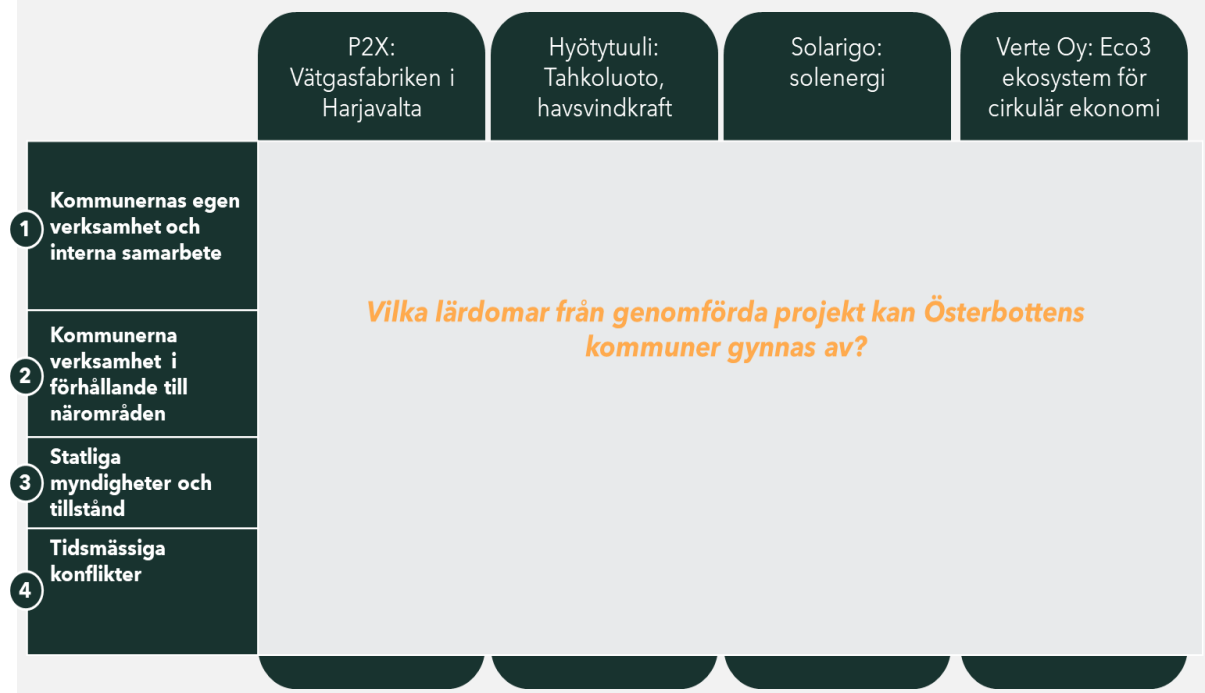 P2X:
Vätgasfabriken i
Harjavalta
Hyötytuuli:
Tahkoluoto,
havsvindkraft
Solarigo:
solenergi
Verte Oy: Eco3
ekosystem för
cirkulär ekonomi
1
Kommunernas egen
verksamhet och
interna samarbete
2
Kommunerna
verksamhet i
förhållande till
närområden
3
Statliga
myndigheter och
tillstånd
4
Tidsmässiga
konflikter
Vilka lärdomar från genomförda projekt kan Österbottens
kommuner gynnas av?